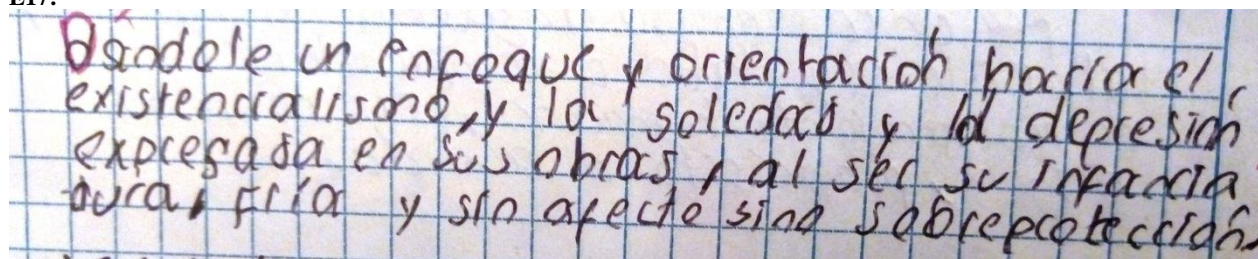 Dandole un enfoque y orientación hacia el
existencialismo, y la soledad y la depresión
expresada en sus obras, al ser su infancia
dura, fría y sin afecto sino sobreprotección.